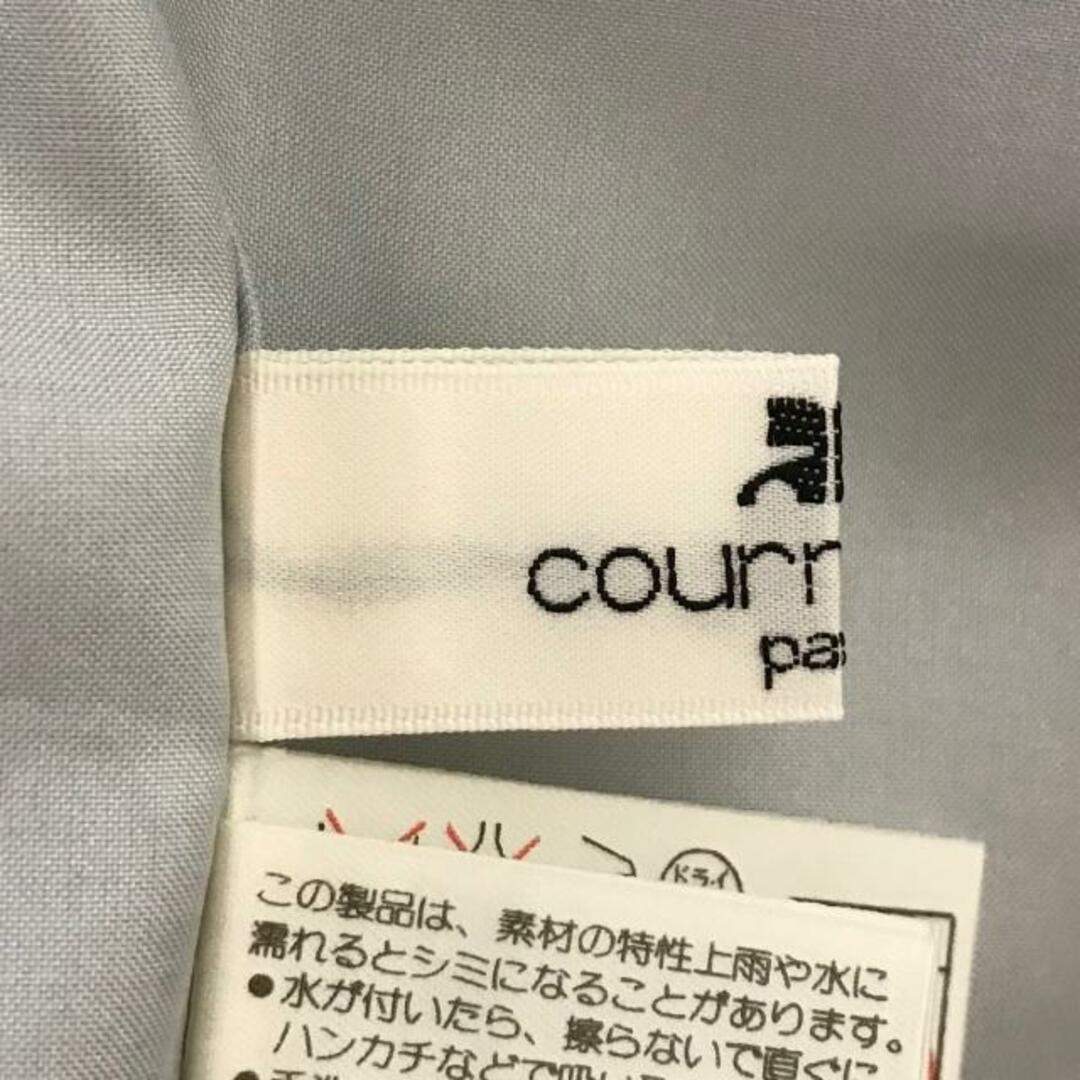 courr
pa
ドライ
この製品は、素材の特性上雨や水に
濡れるとシミになることがあります。
●水が付いたら、擦らないで直ぐに
ハンカチなどで吸い